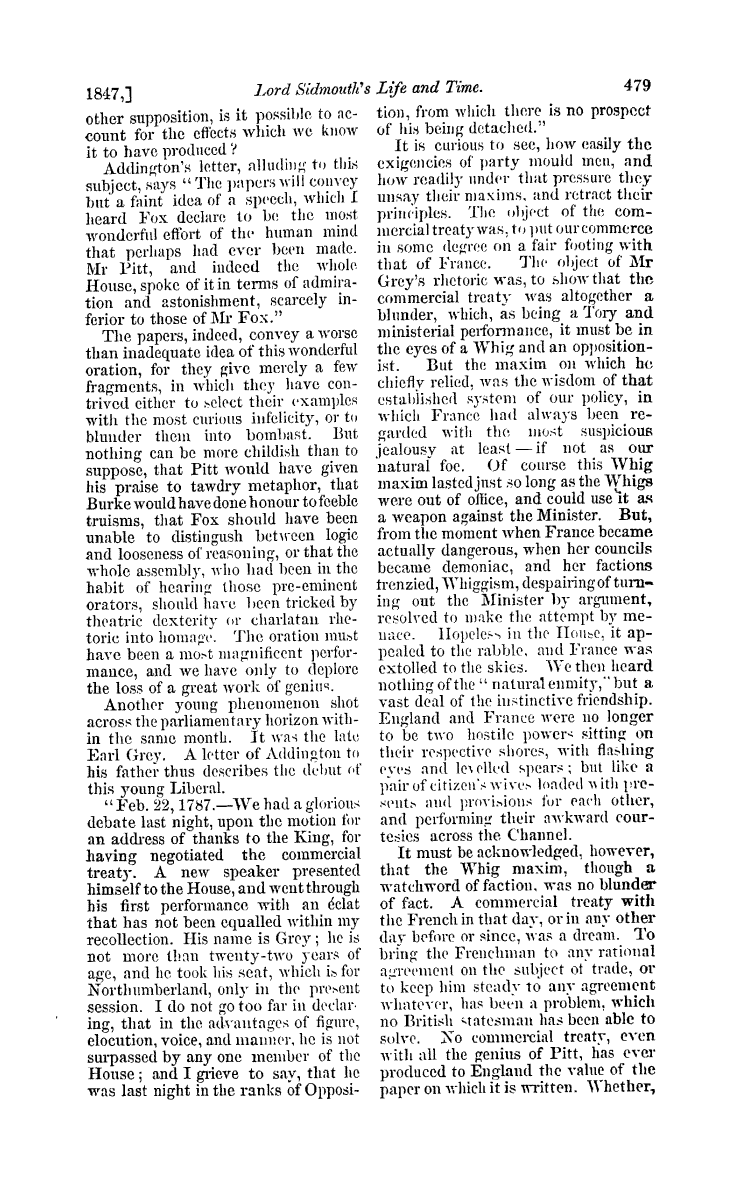 1847,]
Lord Sidmouth's Life and Time.
479
other supposition, is it possible to ac-
count for the effects which we know
it to have produced?
Addington's letter, alluding to this
subject, says "The papers will convey
but a faint idea of a speech, which I
heard Fox declare to be the most
wonderful effort of the human mind
that perhaps had ever been made.
Mr Pitt, and indeed the whole
House, spoke of it in terms of admira-
tion and astonishment, scarcely in-
ferior to those of Mr Fox."
The papers, indeed, convey a worse
than inadequate idea of this wonderful
oration, for they give merely a few
fragments, in which they have con-
trived either to select their examples
with the most curious infelicity, or to
blunder them into bombast. But
nothing can be more childish than to
suppose, that Pitt would have given
his praise to tawdry metaphor, that
Burke would have done honour to feeble
truisms, that Fox should have been
unable to distingush between logic
and looseness of reasoning, or that the
whole assembly, who had been in the
habit of hearing those pre-eminent
orators, should have been tricked by
theatric dexterity or charlatan rhe-
toric into homage. The oration must
have been a most magnificent perfor-
mance, and we have only to deplore
the loss of a great work of genius.
Another young phenomenon shot
across the parliamentary horizon with-
in the same month. It was the late
Earl Grey. A letter of Addington to
his father thus describes the debut of
this young Liberal.
"Feb. 22, 1787.—We had a glorious
debate last night, upon the motion for
an address of thanks to the King, for
having negotiated the commercial
treaty. A new speaker presented
himself to the House, and went through
his first performance with an éclat
that has not been equalled within my
recollection. His name is Grey; he is
not more than twenty-two years of
age, and he took his seat, which is for
Northumberland, only in the present
session. I do not go too far in declar-
ing, that in the advantages of figure,
elocution, voice, and manner, he is not
surpassed by any one member of the
House; and I grieve to say, that he
was last night in the ranks of Opposi-
tion, from which there is no prospect
of his being detached."
It is curious to see, how easily the
exigencies of party mould men, and
how readily under that pressure they
unsay their maxims, and retract their
principles. The object of the com-
mercial treaty was, to put our commerce
in some degree on a fair footing with
that of France. The object of Mr
Grey's rhetoric was, to show that the
commercial treaty was altogether a
blunder, which, as being a Tory and
ministerial performance, it must be in
the eyes of a Whig and an opposition-
ist. But the maxim on which he
chiefly relied, was the wisdom of that
established system of our policy, in
which France had always been re-
garded with the most suspicious
jealousy at least—if not as our
natural foe. Of course this Whig
maxim lasted just so long as the Whigs
were out of office, and could use it as
a weapon against the Minister. But,
from the moment when France became
actually dangerous, when her councils
became demoniac, and her factions
frenzied, Whiggism, despairing of turn-
ing out the Minister by argument,
resolved to make the attempt by me-
nace. Hopeless in the House, it ap-
pealed to the rabble, and France was
extolled to the skies. We then heard
nothing of the "natural enmity," but a
vast deal of the instinctive friendship.
England and France were no longer
to be two hostile powers sitting on
their respective shores, with flashing
eyes and levelled spears; but like a
pair of citizen's wives loaded with pre-
sents and provisions for each other,
and performing their awkward cour-
tesies across the Channel.
It must be acknowledged, however,
that the Whig maxim, though a
watchword of faction, was no blunder
of fact. A commercial treaty with
the French in that day, or in any other
day before or since, was a dream. To
bring the Frenchman to any rational
agreement on the subject of trade, or
to keep him steady to any agreement
whatever, has been a problem, which
no British statesman has been able to
solve. No commercial treaty, even
with all the genius of Pitt, has ever
produced to England the value of the
paper on which it is written. Whether,